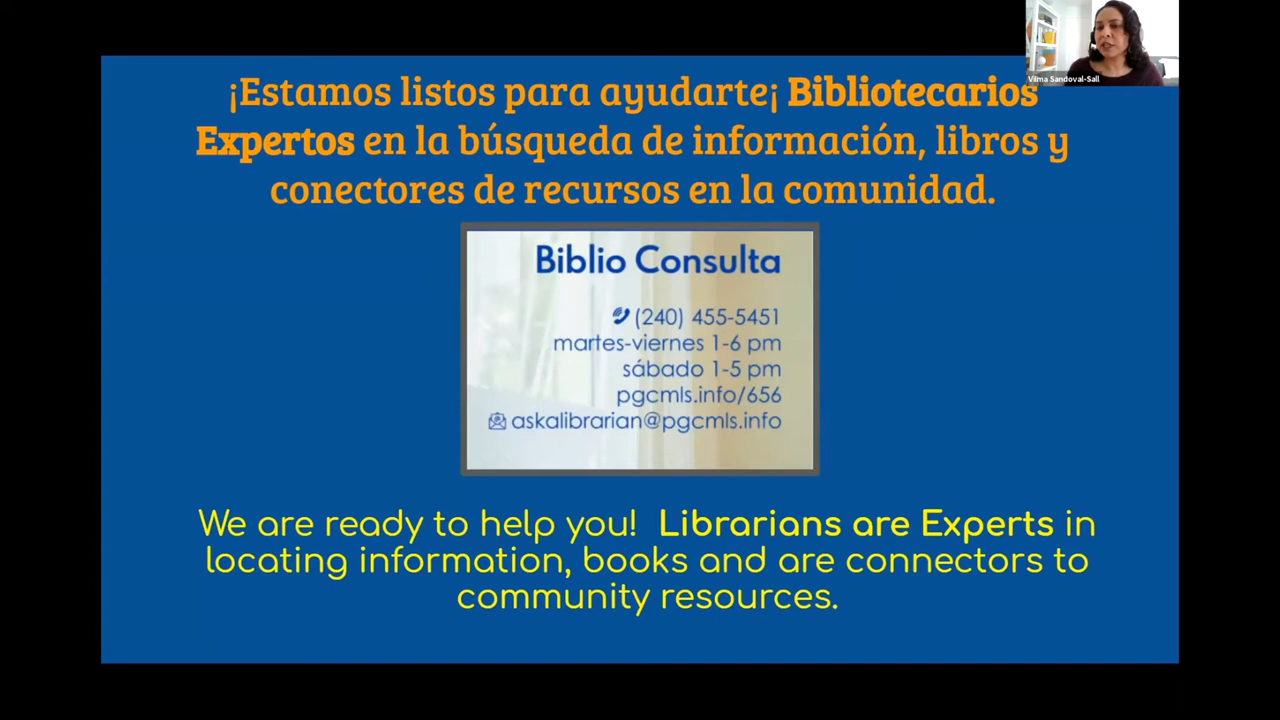 ¡Estamos listos para ayudarte¡ Bibliotecarios
Expertos en la búsqueda de información, libros y
conectores de recursos en la comunidad.
Vilma Sandoval-Sall
Biblio Consulta
(240) 455-5451
martes-viernes 1-6 pm
sábado 1-5 pm
pgcmls.info/656
askalibrarian@pgcmls.info
We are ready to help you! Librarians are Experts in
locating information, books and are connectors to
community resources.